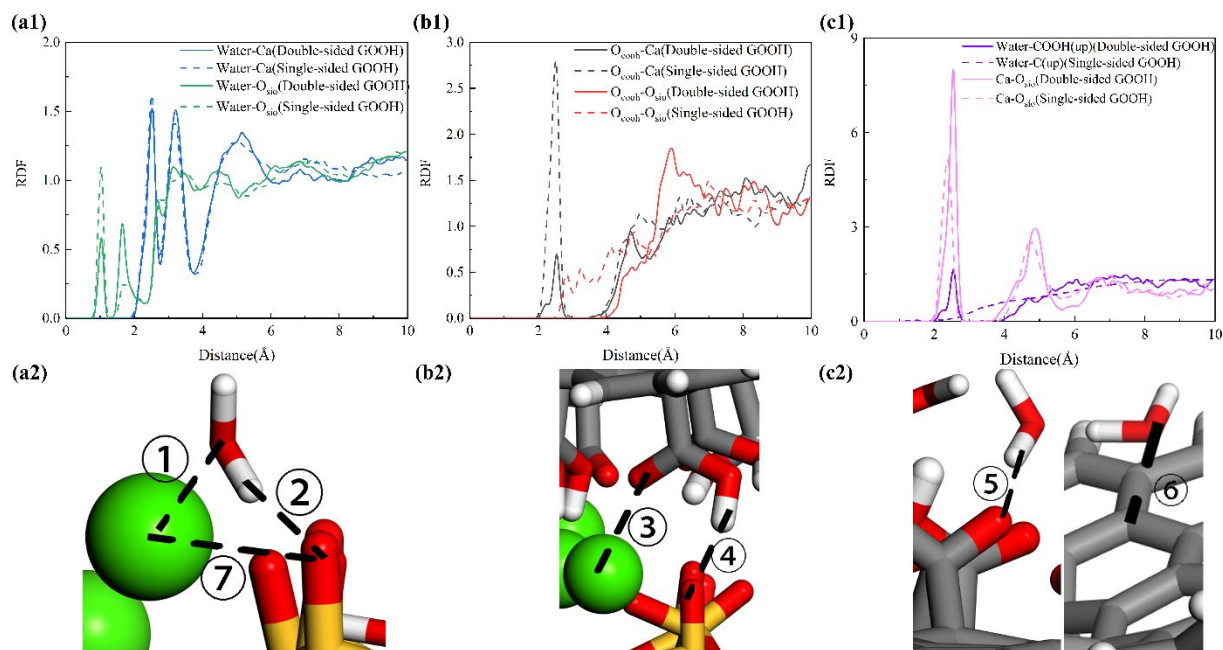 (a1)
2.0
1.5
1.0
0.5
0.0
RDF
0 2 4 6 8 10
Distance(Å)
Water-Ca(Double-sided GOOH)
Water-Ca(Single-sided GOOH)
Water-Osio(Double-sided GOOH)
Water-Osio(Single-sided GOOH)
(b1)
3.0
2.5
2.0
1.5
1.0
0.5
0.0
RDF
0 2 4 6 8 10
Distance(Å)
Ocooh-Ca(Double-sided GOOH)
Ocooh-Ca(Single-sided GOOH)
Ocooh-Osio(Double-sided GOOH)
Ocooh-Osio(Single-sided GOOH)
(c1)
9
6
3
0
RDF
0 2 4 6 8 10
Distance(Å)
Water-COOH(up)(Double-sided GOOH)
Water-C(up)(Single-sided GOOH)
Ca-Osio(Double-sided GOOH)
Ca-Osio(Single-sided GOOH)
(a2)
1
2
7
(b2)
3
4
(c2)
5
6